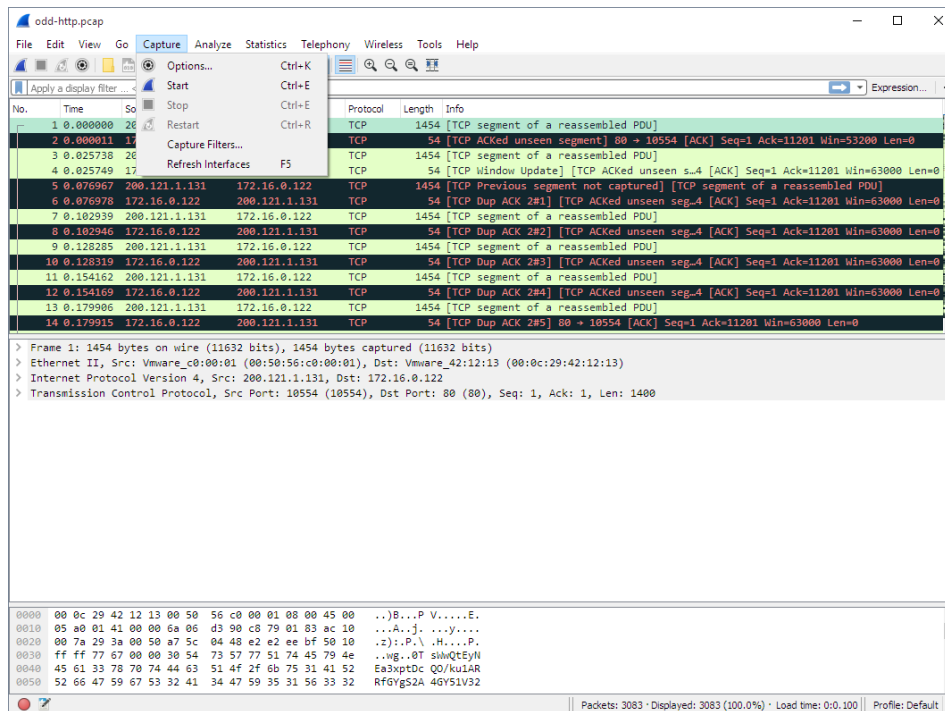 odd-http.pcap
File Edit View Go Capture Analyze Statistics Telephony Wireless Tools Help
Options... Ctrl+K
Apply a display filter ... < Expression...
Start Ctrl+E
Stop Ctrl+E
Restart Ctrl+R
Capture Filters...
Refresh Interfaces F5
No. Time So Protocol Length Info
1 0.000000 20 TCP 1454 [TCP segment of a reassembled PDU]
2 0.000011 17 TCP 54 [TCP ACKed unseen segment] 80 → 10554 [ACK] Seq=1 Ack=11201 Win=53200 Len=0
3 0.025738 20 TCP 1454 [TCP segment of a reassembled PDU]
4 0.025749 17 TCP 54 [TCP Window Update] [TCP ACKed unseen s…4 [ACK] Seq=1 Ack=11201 Win=63000 Len=0
5 0.076967 200.121.1.131 172.16.0.122 TCP 1454 [TCP Previous segment not captured] [TCP segment of a reassembled PDU]
6 0.076978 172.16.0.122 200.121.1.131 TCP 54 [TCP Dup ACK 2#1] [TCP ACKed unseen seg…4 [ACK] Seq=1 Ack=11201 Win=63000 Len=0
7 0.102939 200.121.1.131 172.16.0.122 TCP 1454 [TCP segment of a reassembled PDU]
8 0.102946 172.16.0.122 200.121.1.131 TCP 54 [TCP Dup ACK 2#2] [TCP ACKed unseen seg…4 [ACK] Seq=1 Ack=11201 Win=63000 Len=0
9 0.128285 200.121.1.131 172.16.0.122 TCP 1454 [TCP segment of a reassembled PDU]
10 0.128319 172.16.0.122 200.121.1.131 TCP 54 [TCP Dup ACK 2#3] [TCP ACKed unseen seg…4 [ACK] Seq=1 Ack=11201 Win=63000 Len=0
11 0.154162 200.121.1.131 172.16.0.122 TCP 1454 [TCP segment of a reassembled PDU]
12 0.154169 172.16.0.122 200.121.1.131 TCP 54 [TCP Dup ACK 2#4] [TCP ACKed unseen seg…4 [ACK] Seq=1 Ack=11201 Win=63000 Len=0
13 0.179906 200.121.1.131 172.16.0.122 TCP 1454 [TCP segment of a reassembled PDU]
14 0.179915 172.16.0.122 200.121.1.131 TCP 54 [TCP Dup ACK 2#5] 80 → 10554 [ACK] Seq=1 Ack=11201 Win=63000 Len=0
> Frame 1: 1454 bytes on wire (11632 bits), 1454 bytes captured (11632 bits)
> Ethernet II, Src: Vmware_c0:00:01 (00:50:56:c0:00:01), Dst: Vmware_42:12:13 (00:0c:29:42:12:13)
> Internet Protocol Version 4, Src: 200.121.1.131, Dst: 172.16.0.122
> Transmission Control Protocol, Src Port: 10554 (10554), Dst Port: 80 (80), Seq: 1, Ack: 1, Len: 1400
0000 00 0c 29 42 12 13 00 50 56 c0 00 01 08 00 45 00 ..)B...P V.....E.
0010 05 a0 01 41 00 00 6a 06 d3 90 c8 79 01 83 ac 10 ...A..j. ...y....
0020 00 7a 29 3a 00 50 a7 5c 04 48 e2 e2 ee bf 50 10 .z):.P.\ .H....P.
0030 ff ff 77 67 00 00 30 54 73 57 77 51 74 45 79 4e ..wg..0T sWwQtEyN
0040 45 61 33 78 70 74 44 63 51 4f 2f 6b 75 31 41 52 Ea3xptDc QO/ku1AR
0050 52 66 47 59 67 53 32 41 34 47 59 35 31 56 33 32 RfGYgS2A 4GY51V32
Packets: 3083 · Displayed: 3083 (100.0%) · Load time: 0:0.100 Profile: Default